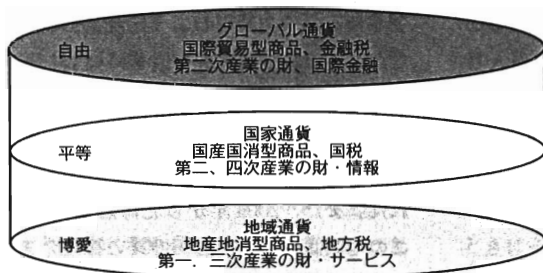 グローバル通貨
自由
国際貿易型商品、金融税
第二次産業の財、国際金融
国家通貨
平等
国産国消型商品、国税
第二、四次産業の財・情報
地域通貨
博愛
地産地消型商品、地方税
第一．三次産業の財・サービス